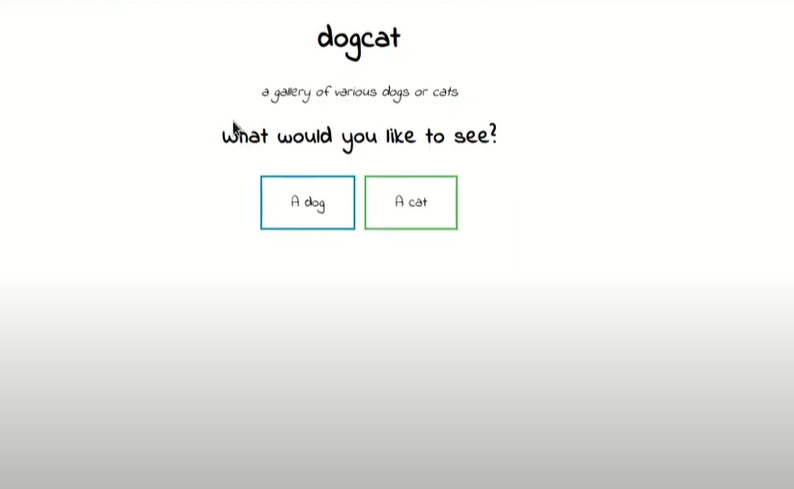 dogcat
a gallery of various dogs or cats
What would you like to see?
A dog
A cat